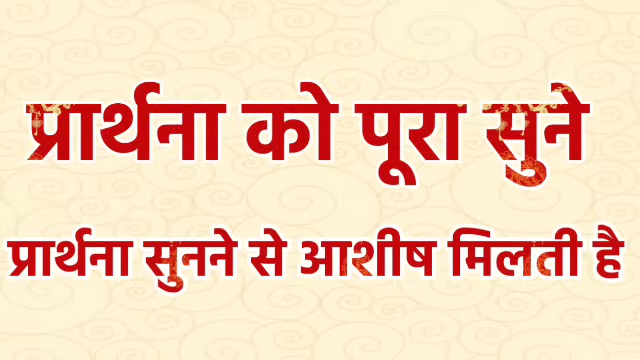 प्रार्थना को पूरा सुने
प्रार्थना सुनने से आशीष मिलती है